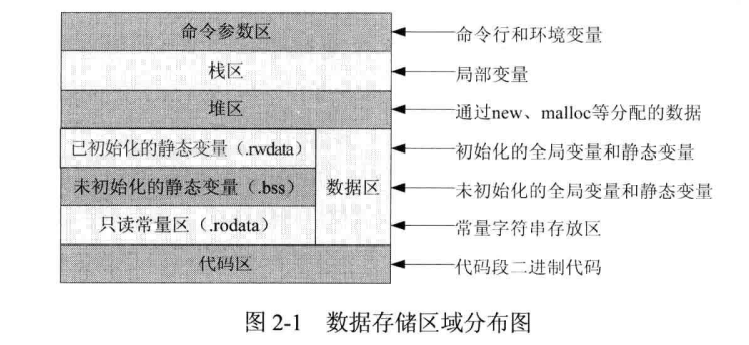 命令参数区 命令行和环境变量
栈区 局部变量
堆区 通过new、malloc等分配的数据
已初始化的静态变量（.rwdata） 初始化的全局变量和静态变量
未初始化的静态变量（.bss） 数据区 未初始化的全局变量和静态变量
只读常量区（.rodata） 常量字符串存放区
代码区 代码段二进制代码
图 2-1 数据存储区域分布图